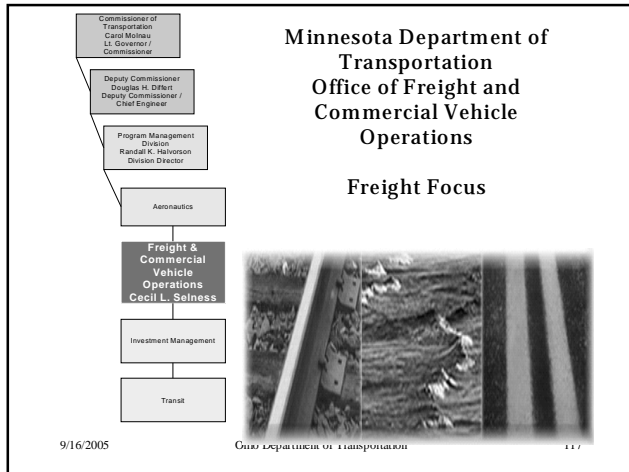 Commissioner of
Transportation
Carol Molnau
Lt. Governor /
Commissioner
Deputy Commissioner
Douglas H. Differt
Deputy Commissioner /
Chief Engineer
Program Management
Division
Randall K. Halvorson
Division Director
Aeronautics
Freight &
Commercial
Vehicle
Operations
Cecil L. Selness
Investment Management
Transit
Minnesota Department of
Transportation
Office of Freight and
Commercial Vehicle
Operations
Freight Focus
9/16/2005
Ohio Department of Transportation
117